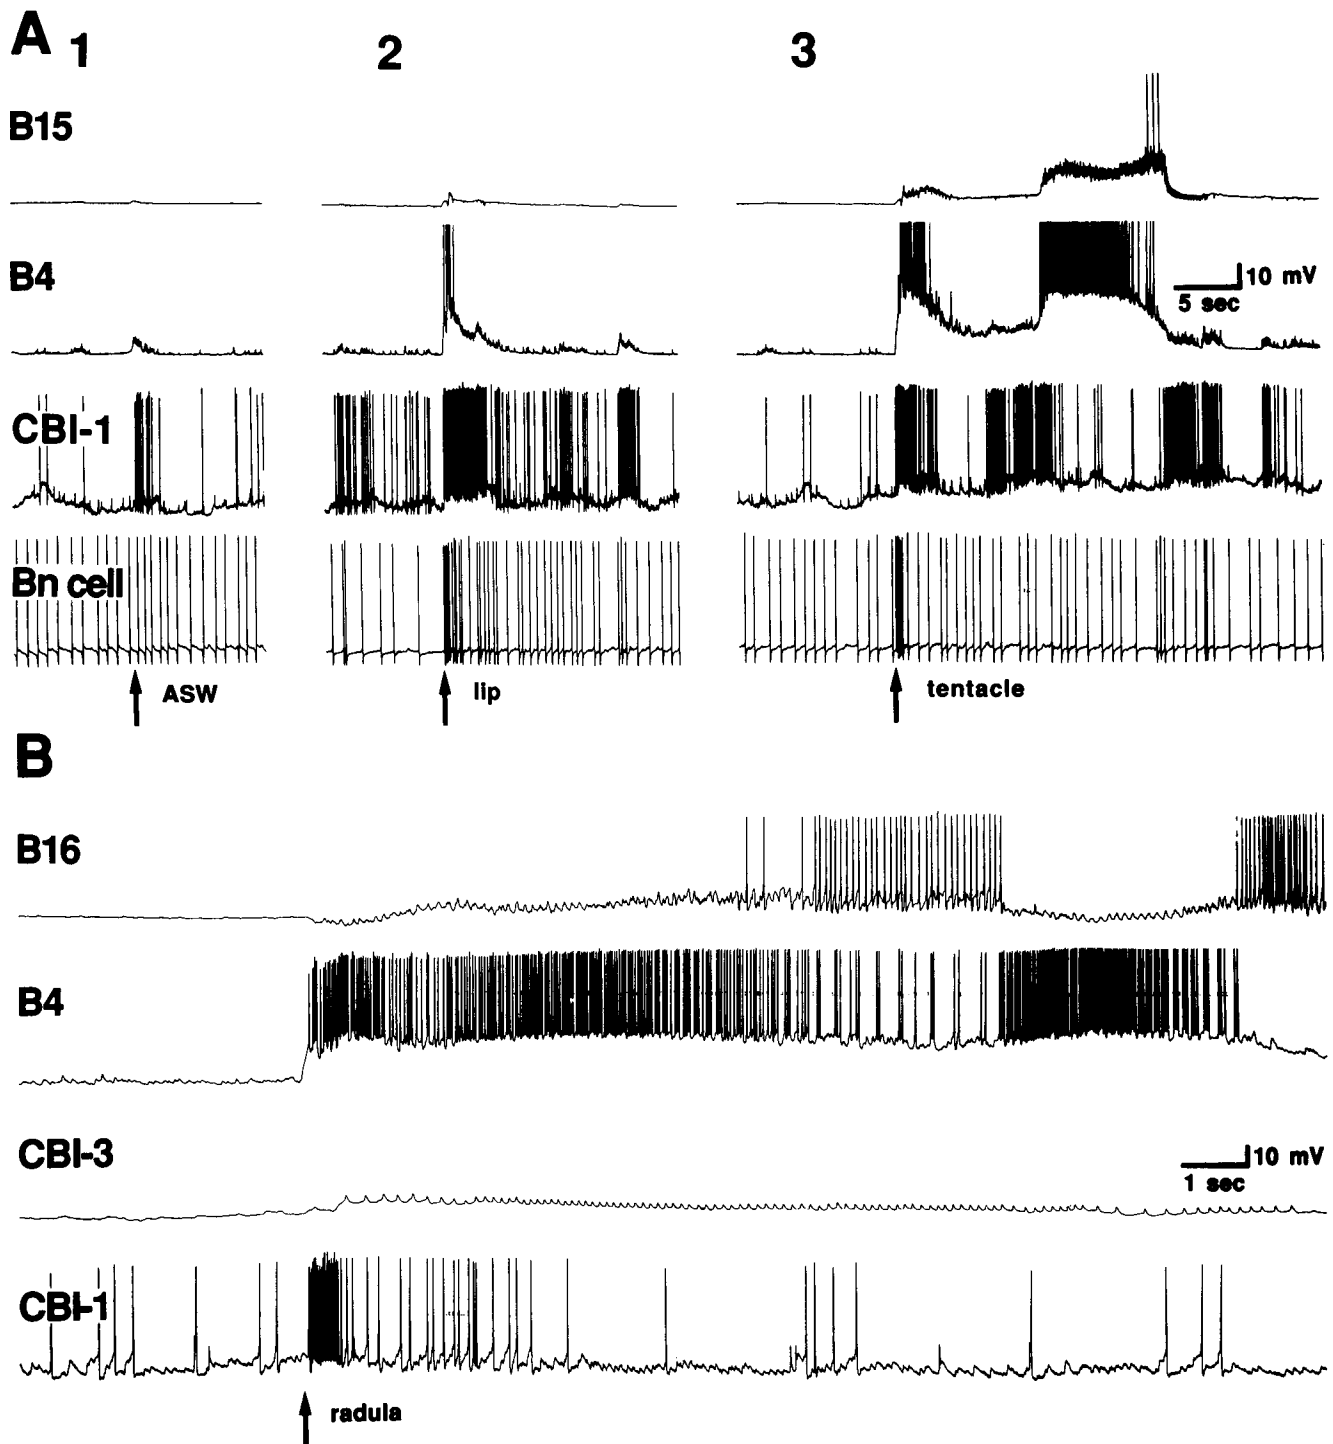 A 1 2 3
B15
B4
10 mV
5 sec
CBI-1
Bn cell
ASW
lip
tentacle
B
B16
B4
CBI-3
10 mV
1 sec
CBI-1
radula